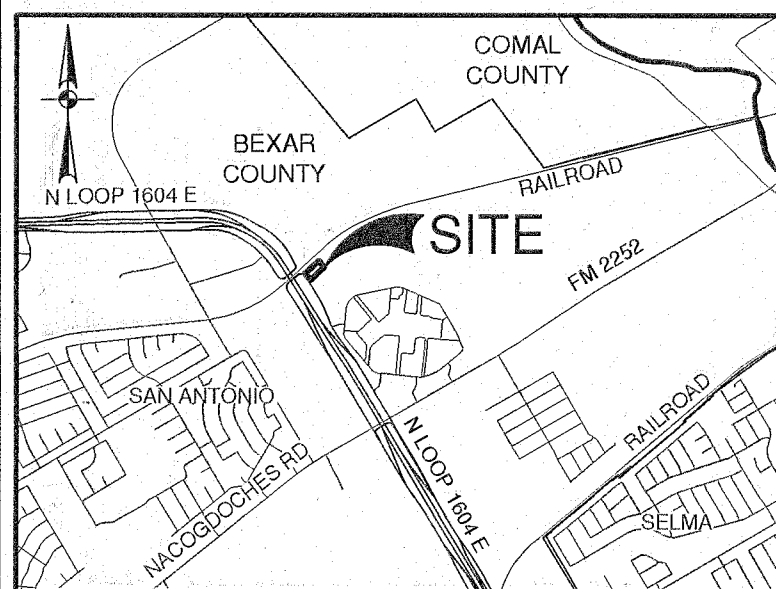 COMAL
COUNTY
BEXAR
COUNTY
N LOOP 1604 E
RAILROAD
SITE
FM 2252
SAN ANTONIO
N LOOP 1604 E
RAILROAD
NACOGDOCHES RD
SELMA